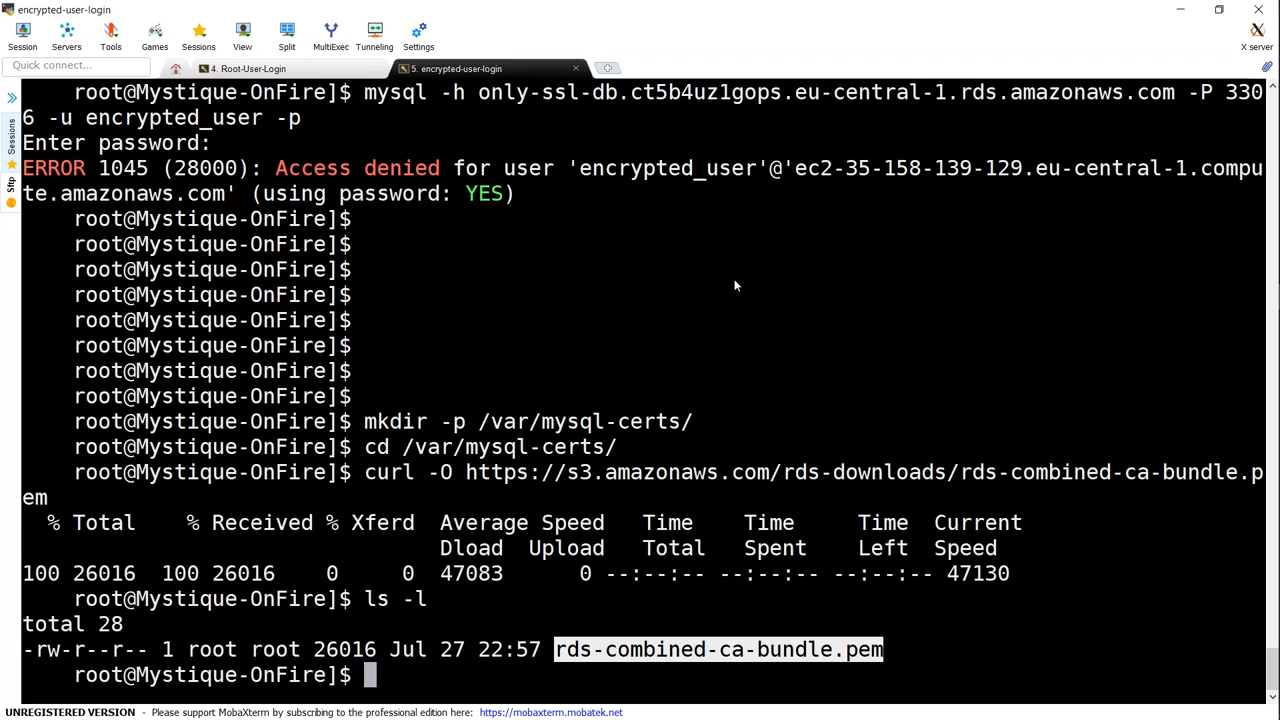 encrypted-user-login
Session Servers Tools Games Sessions View Split MultiExec Tunneling Settings X server
Quick connect... 4. Root-User-Login 5. encrypted-user-login
Sessions
Sftp
root@Mystique-OnFire]$ mysql -h only-ssl-db.ct5b4uz1gops.eu-central-1.rds.amazonaws.com -P 330
6 -u encrypted_user -p
Enter password:
ERROR 1045 (28000): Access denied for user 'encrypted_user'@'ec2-35-158-139-129.eu-central-1.compu
te.amazonaws.com' (using password: YES)
root@Mystique-OnFire]$
root@Mystique-OnFire]$
root@Mystique-OnFire]$
root@Mystique-OnFire]$
root@Mystique-OnFire]$
root@Mystique-OnFire]$
root@Mystique-OnFire]$
root@Mystique-OnFire]$
root@Mystique-OnFire]$ mkdir -p /var/mysql-certs/
root@Mystique-OnFire]$ cd /var/mysql-certs/
root@Mystique-OnFire]$ curl -O https://s3.amazonaws.com/rds-downloads/rds-combined-ca-bundle.p
em
% Total % Received % Xferd Average Speed Time Time Time Current
Dload Upload Total Spent Left Speed
100 26016 100 26016 0 0 47083 0 --:--:-- --:--:-- --:--:-- 47130
root@Mystique-OnFire]$ ls -l
total 28
-rw-r--r-- 1 root root 26016 Jul 27 22:57 rds-combined-ca-bundle.pem
root@Mystique-OnFire]$
UNREGISTERED VERSION - Please support MobaXterm by subscribing to the professional edition here: https://mobaxterm.mobatek.net